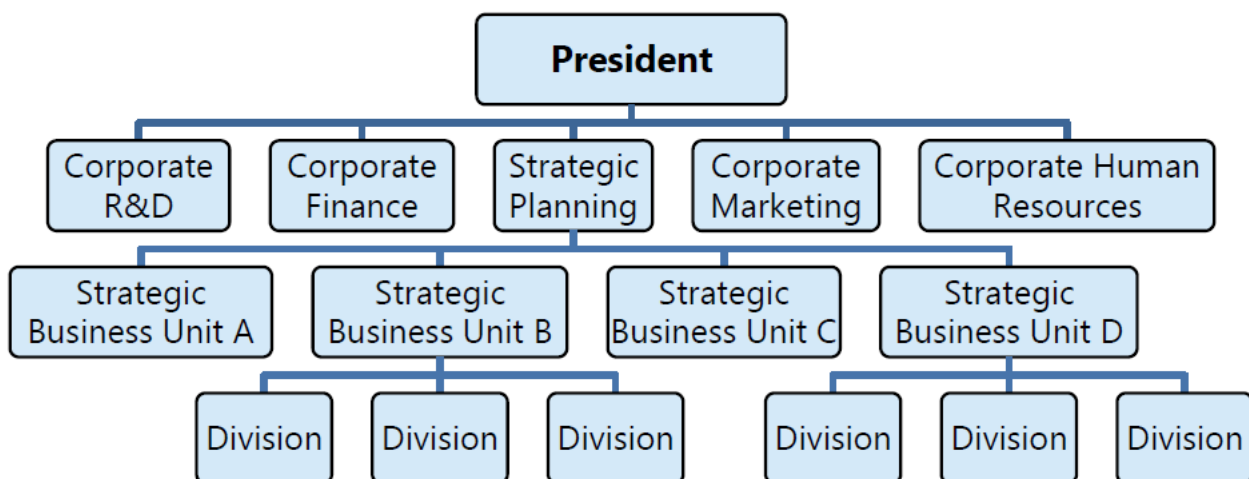 President
Corporate
R&D
Corporate
Finance
Strategic
Planning
Corporate
Marketing
Corporate Human
Resources
Strategic
Business Unit A
Strategic
Business Unit B
Strategic
Business Unit C
Strategic
Business Unit D
Division
Division
Division
Division
Division
Division